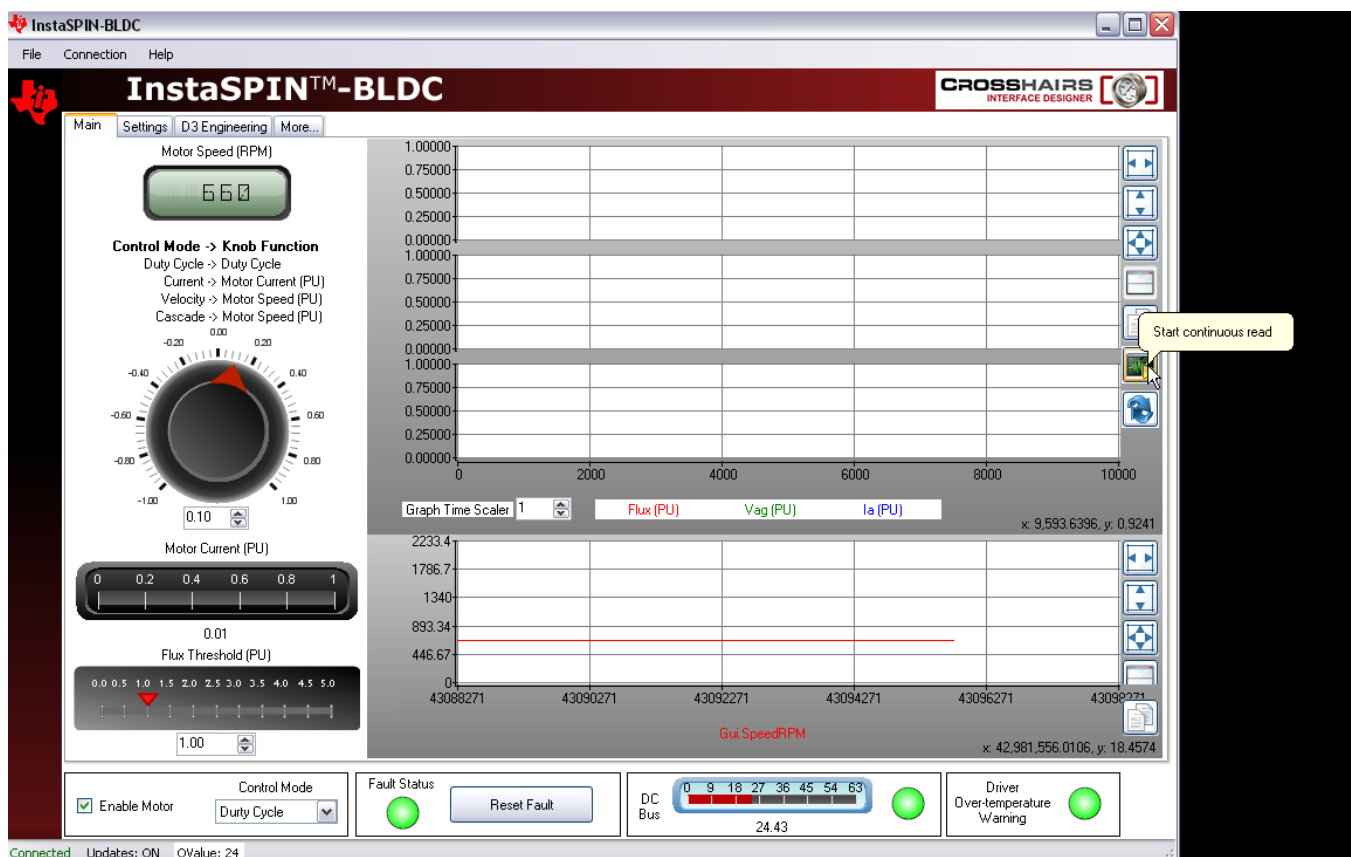 InstaSPIN-BLDC
File Connection Help
InstaSPIN™-BLDC
CROSSHAIRS
INTERFACE DESIGNER
Main Settings D3 Engineering More...
Motor Speed (RPM)
660
Control Mode -> Knob Function
Duty Cycle -> Duty Cycle
Current -> Motor Current (PU)
Velocity -> Motor Speed (PU)
Cascade -> Motor Speed (PU)
0.00
-0.20 0.20
-0.40 0.40
-0.60 0.60
-0.80 0.80
-1.00 1.00
0.10
Motor Current (PU)
0 0.2 0.4 0.6 0.8 1
0.01
Flux Threshold (PU)
0.0 0.5 1.0 1.5 2.0 2.5 3.0 3.5 4.0 4.5 5.0
1.00
1.00000
0.75000
0.50000
0.25000
0.00000
1.00000
0.75000
0.50000
0.25000
0.00000
1.00000
0.75000
0.50000
0.25000
0.00000
0 2000 4000 6000 8000 10000
Start continuous read
Graph Time Scaler 1 Flux (PU) Vag (PU) Ia (PU)
x: 9,593.6396, y: 0.9241
2233.4
1786.7
1340
893.34
446.67
0
43088271 43090271 43092271 43094271 43096271 43098271
Gui.SpeedRPM
x: 42,981,556.0106, y: 18.4574
Enable Motor
Control Mode
Durty Cycle
Fault Status
Reset Fault
DC
Bus
0 9 18 27 36 45 54 63
24.43
Driver
Over-temperature
Warning
Connected Updates: ON QValue: 24